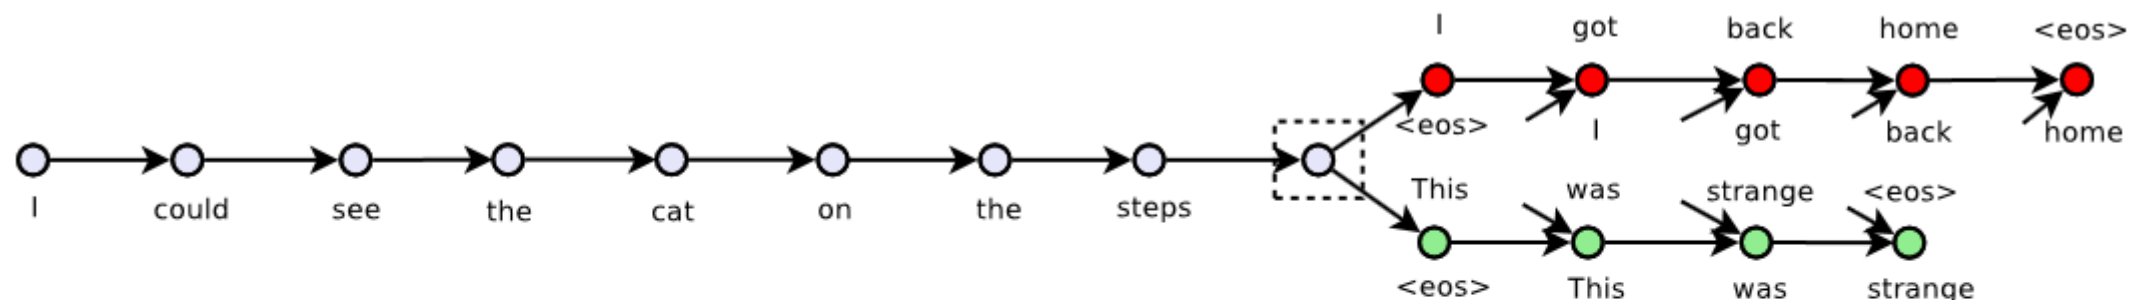 I got back home <eos>
<eos> I got back home
I could see the cat on the steps
This was strange <eos>
<eos> This was strange